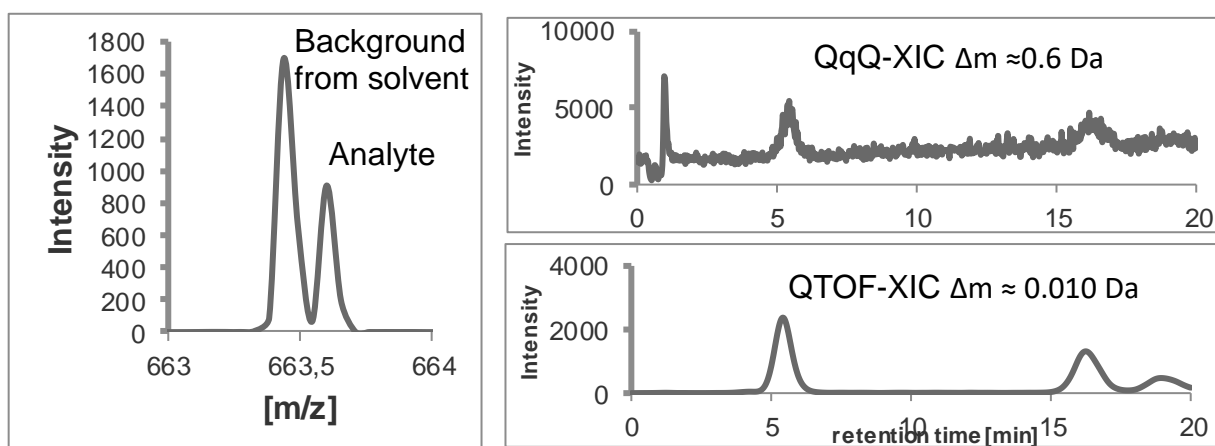 1800
1600
1400
1200
1000
800
600
400
200
0
Intensity
Background
from solvent
Analyte
663
663,5
664
[m/z]
QqQ-XIC Δm ≈0.6 Da
Intensity
10000
5000
0
0
5
10
15
20
QTOF-XIC Δm ≈ 0.010 Da
Intensity
4000
2000
0
0
5
10
15
20
retention time [min]